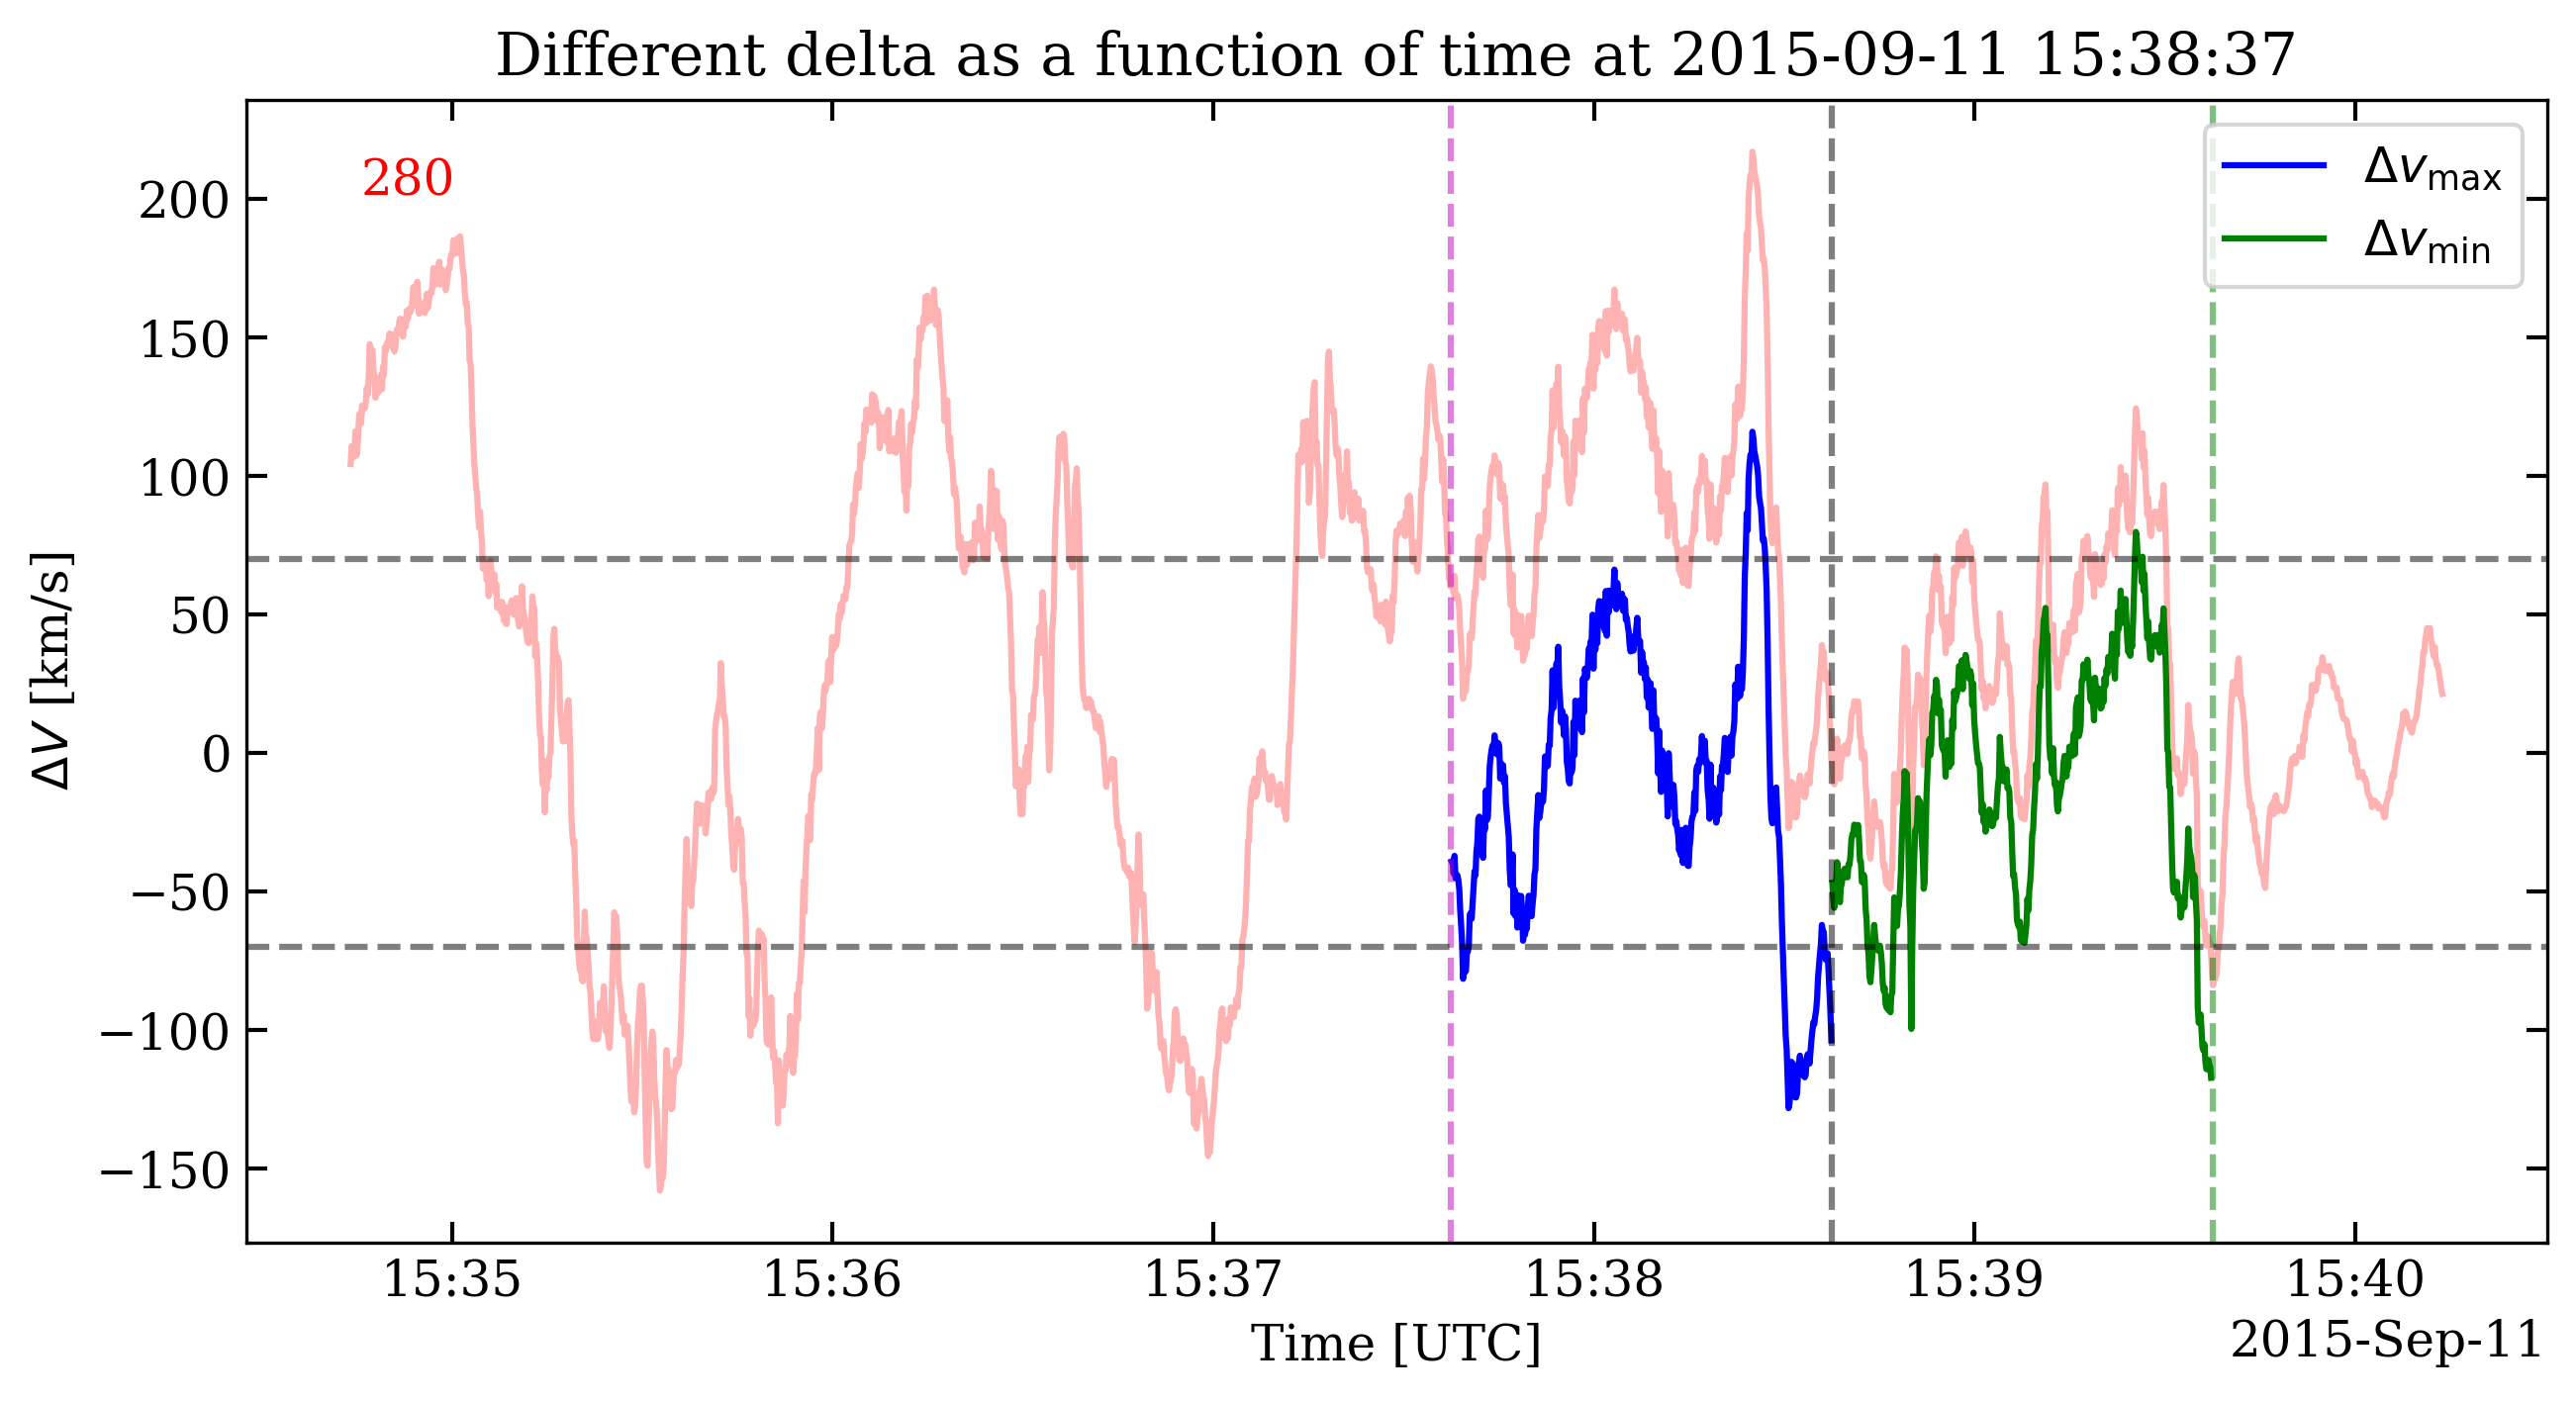 Different delta as a function of time at 2015-09-11 15:38:37
280
Δv_max
Δv_min
ΔV [km/s]
200
150
100
50
0
−50
−100
−150
15:35 15:36 15:37 15:38 15:39 15:40
Time [UTC]
2015-Sep-11